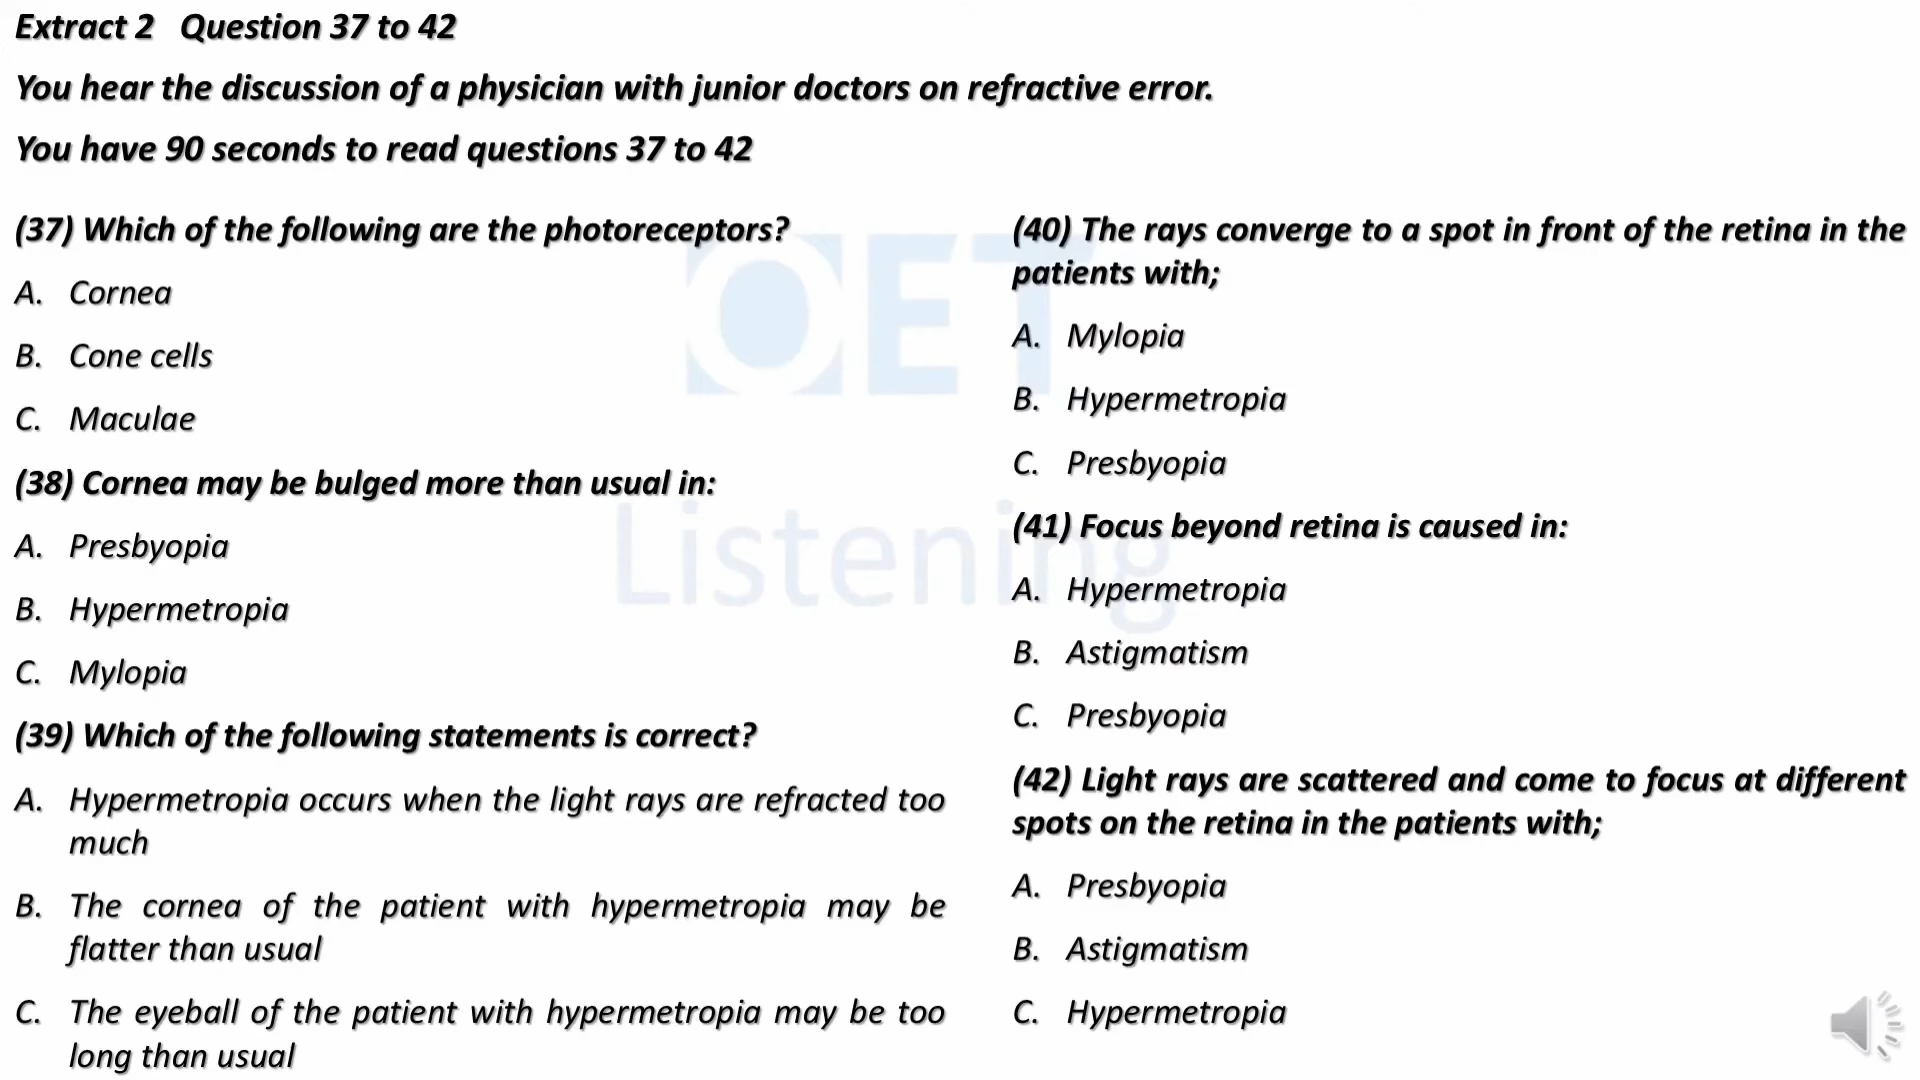 Extract 2 Question 37 to 42
You hear the discussion of a physician with junior doctors on refractive error.
You have 90 seconds to read questions 37 to 42
(37) Which of the following are the photoreceptors?
A. Cornea
B. Cone cells
C. Maculae
(38) Cornea may be bulged more than usual in:
A. Presbyopia
B. Hypermetropia
C. Mylopia
(39) Which of the following statements is correct?
A. Hypermetropia occurs when the light rays are refracted too
much
B. The cornea of the patient with hypermetropia may be
flatter than usual
C. The eyeball of the patient with hypermetropia may be too
long than usual
(40) The rays converge to a spot in front of the retina in the
patients with;
A. Mylopia
B. Hypermetropia
C. Presbyopia
(41) Focus beyond retina is caused in:
A. Hypermetropia
B. Astigmatism
C. Presbyopia
(42) Light rays are scattered and come to focus at different
spots on the retina in the patients with;
A. Presbyopia
B. Astigmatism
C. Hypermetropia
OET
Listening